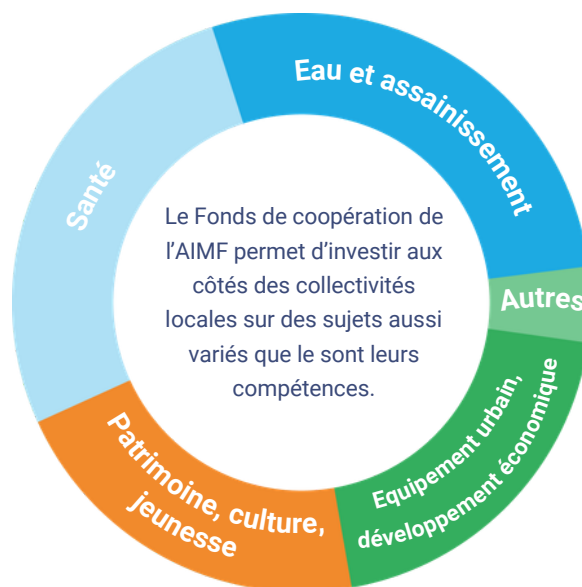 Eau et assainissement
Santé
Le Fonds de coopération de
l'AIMF permet d'investir aux
côtés des collectivités
locales sur des sujets aussi
variés que le sont leurs
compétences.
Autres
Equipement urbain,
développement économique
Patrimoine, culture,
jeunesse